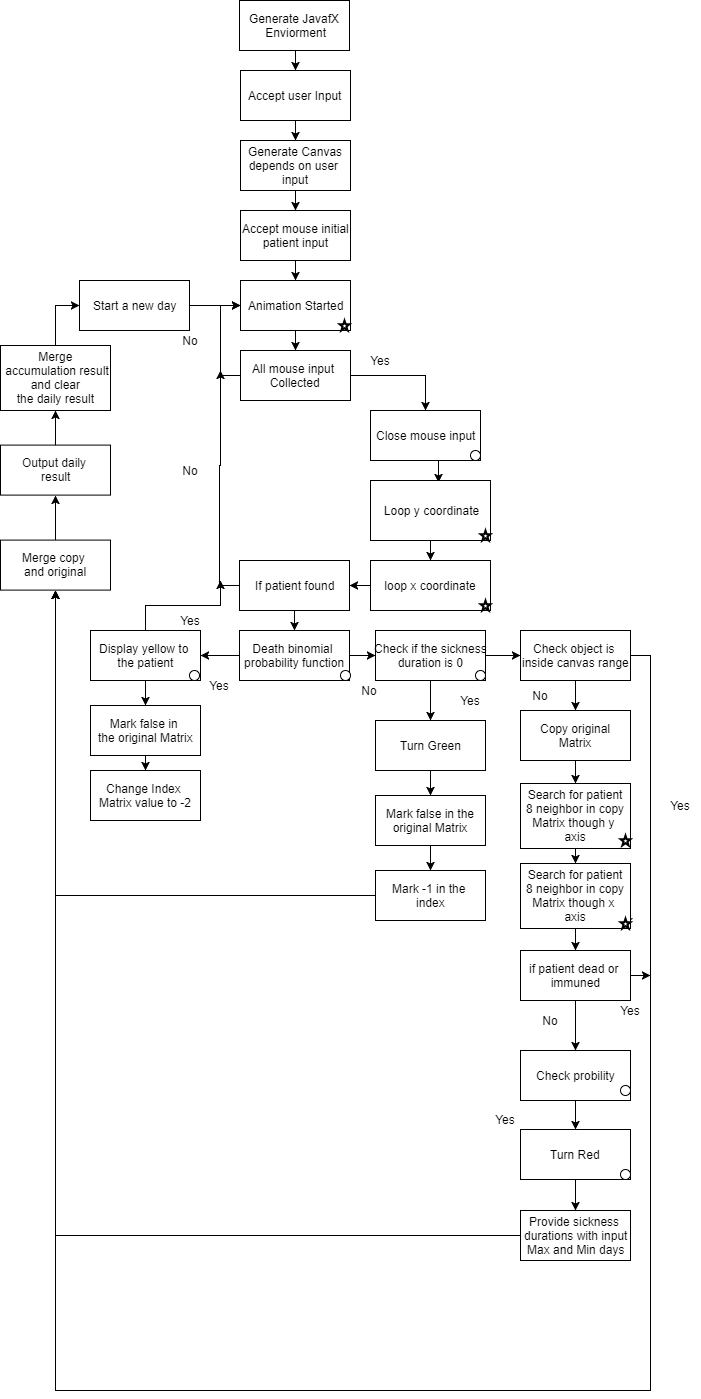 Generate JavafX
Enviorment
Accept user Input
Generate Canvas
depends on user
input
Accept mouse initial
patient input
Start a new day
Animation Started
No
Merge
accumulation result
and clear
the daily result
All mouse input
Collected
Yes
Close mouse input
Output daily
result
No
Loop y coordinate
Merge copy
and original
If patient found
loop x coordinate
Yes
Display yellow to
the patient
Death binomial
probability function
Check if the sickness
duration is 0
Check object is
inside canvas range
Yes
No
Yes
No
Mark false in
the original Matrix
Turn Green
Copy original
Matrix
Change Index
Matrix value to -2
Mark false in the
original Matrix
Search for patient
8 neighbor in copy
Matrix though y
axis
Yes
Mark -1 in the
index
Search for patient
8 neighbor in copy
Matrix though x
axis
if patient dead or
immuned
Yes
No
Check probility
Yes
Turn Red
Provide sickness
durations with input
Max and Min days